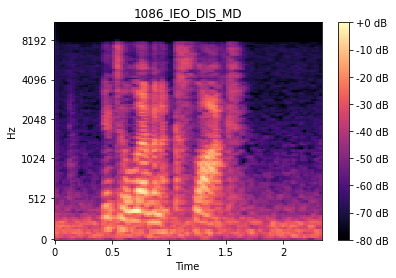 1086_IEO_DIS_MD
+0 dB
8192
-10 dB
4096
-20 dB
-30 dB
2048
-40 dB
Hz
1024
-50 dB
512
-60 dB
-70 dB
0
-80 dB
0 0.5 1 1.5 2
Time